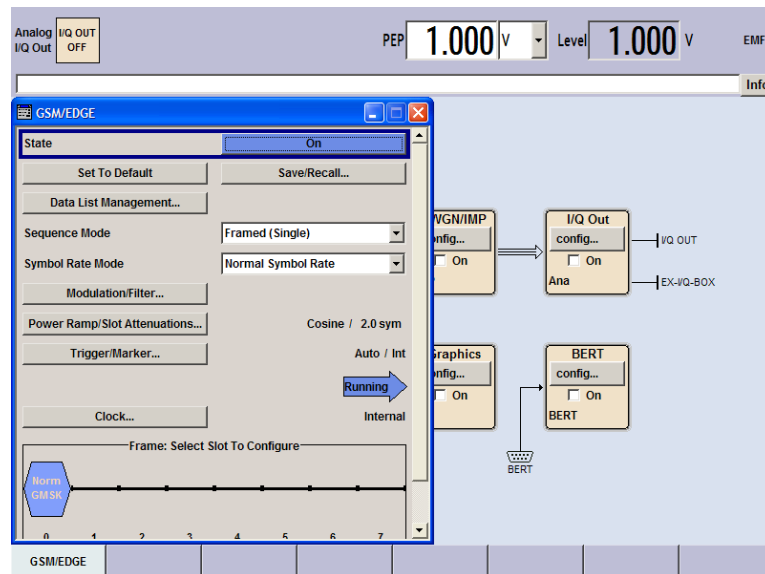 Analog I/Q OUT PEP 1.000 V Level 1.000 V EMF
I/Q Out OFF
Info
GSM/EDGE
State On
Set To Default Save/Recall...
Data List Management...
Sequence Mode Framed (Single)
Symbol Rate Mode Normal Symbol Rate
Modulation/Filter...
Power Ramp/Slot Attenuations... Cosine / 2.0 sym
Trigger/Marker... Auto / Int
Running
Clock... Internal
Frame: Select Slot To Configure
Norm
GMSK
0 1 2 3 4 5 6 7
WGN/IMP
nfig...
On
I/Q Out
config...
On
Ana
I/Q OUT
EX-I/Q-BOX
Graphics
nfig...
On
BERT
config...
On
BERT
BERT
GSM/EDGE